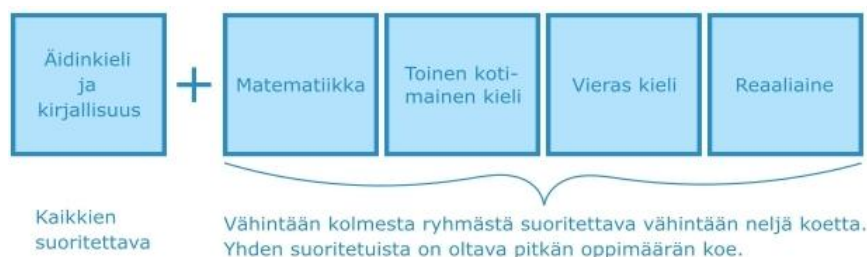 Äidinkieli
ja
kirjallisuus
+
Matematiikka
Toinen koti-
mainen kieli
Vieras kieli
Reaaliaine
Kaikkien
suoritettava
Vähintään kolmesta ryhmästä suoritettava vähintään neljä koetta.
Yhden suoritetuista on oltava pitkän oppimäärän koe.